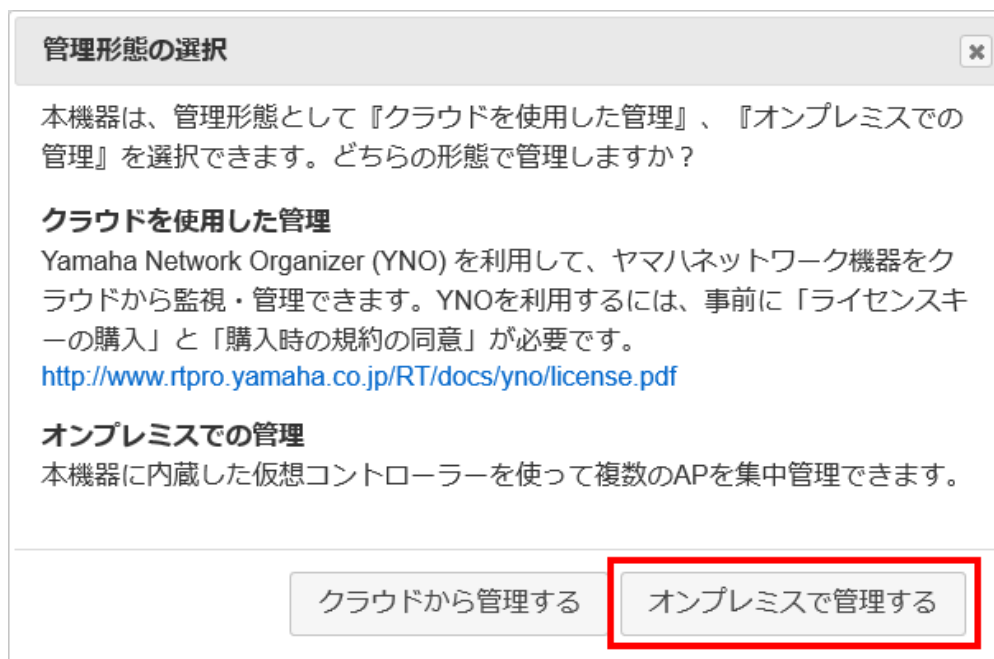 管理形態の選択
本機器は、管理形態として『クラウドを使用した管理』、『オンプレミスでの
管理』を選択できます。どちらの形態で管理しますか？
クラウドを使用した管理
Yamaha Network Organizer (YNO) を利用して、ヤマハネットワーク機器をク
ラウドから監視・管理できます。YNOを利用するには、事前に「ライセンスキ
ーの購入」と「購入時の規約の同意」が必要です。
http://www.rtpro.yamaha.co.jp/RT/docs/yno/license.pdf
オンプレミスでの管理
本機器に内蔵した仮想コントローラーを使って複数のAPを集中管理できます。
クラウドから管理する
オンプレミスで管理する